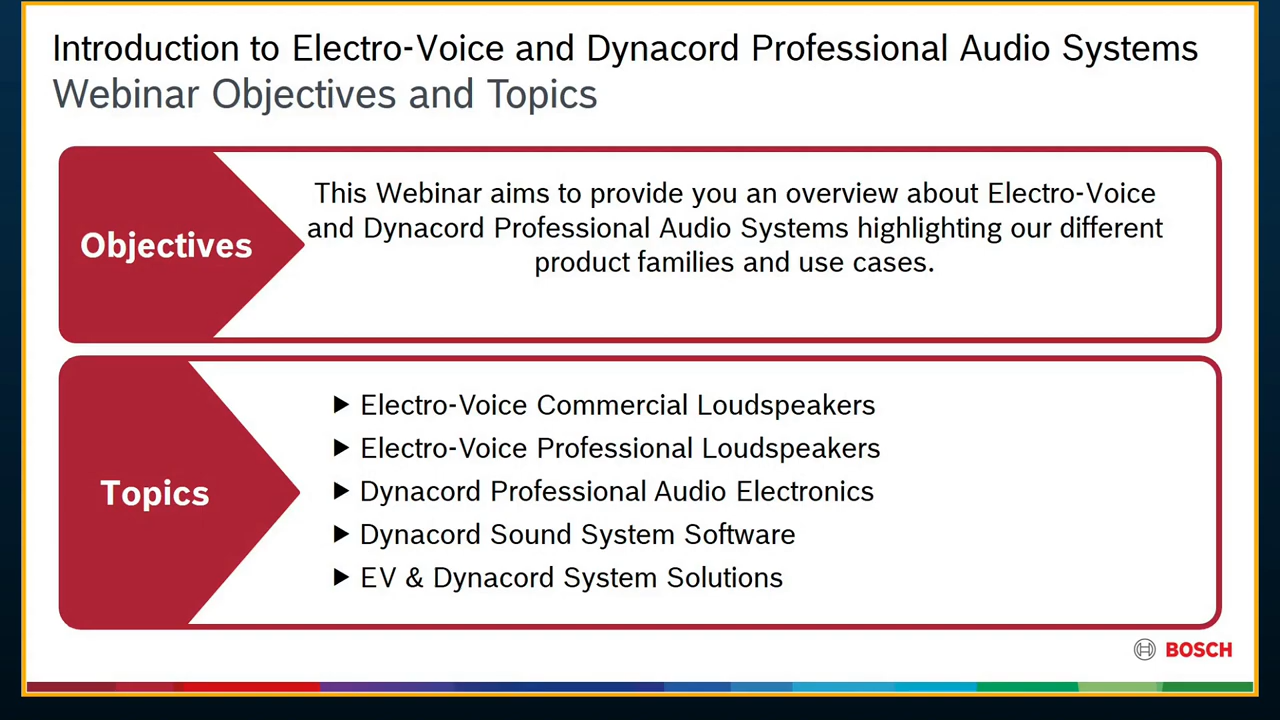 Introduction to Electro-Voice and Dynacord Professional Audio Systems
Webinar Objectives and Topics
Objectives
This Webinar aims to provide you an overview about Electro-Voice
and Dynacord Professional Audio Systems highlighting our different
product families and use cases.
Topics
Electro-Voice Commercial Loudspeakers
Electro-Voice Professional Loudspeakers
Dynacord Professional Audio Electronics
Dynacord Sound System Software
EV & Dynacord System Solutions
BOSCH